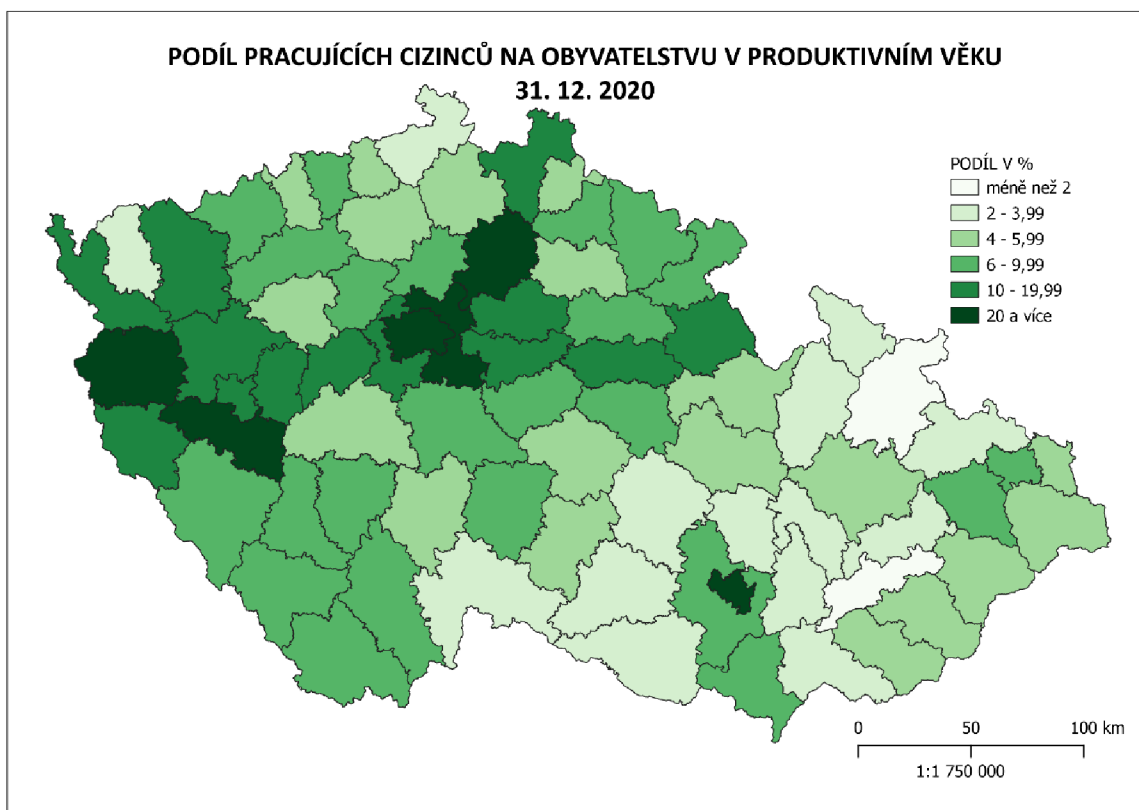 PODÍL PRACUJÍCÍCH CIZINCŮ NA OBYVATELSTVU V PRODUKTIVNÍM VĚKU
31. 12. 2020
PODÍL V %
méně než 2
2 - 3,99
4 - 5,99
6 - 9,99
10 - 19,99
20 a více
0 50 100 km
1:1 750 000